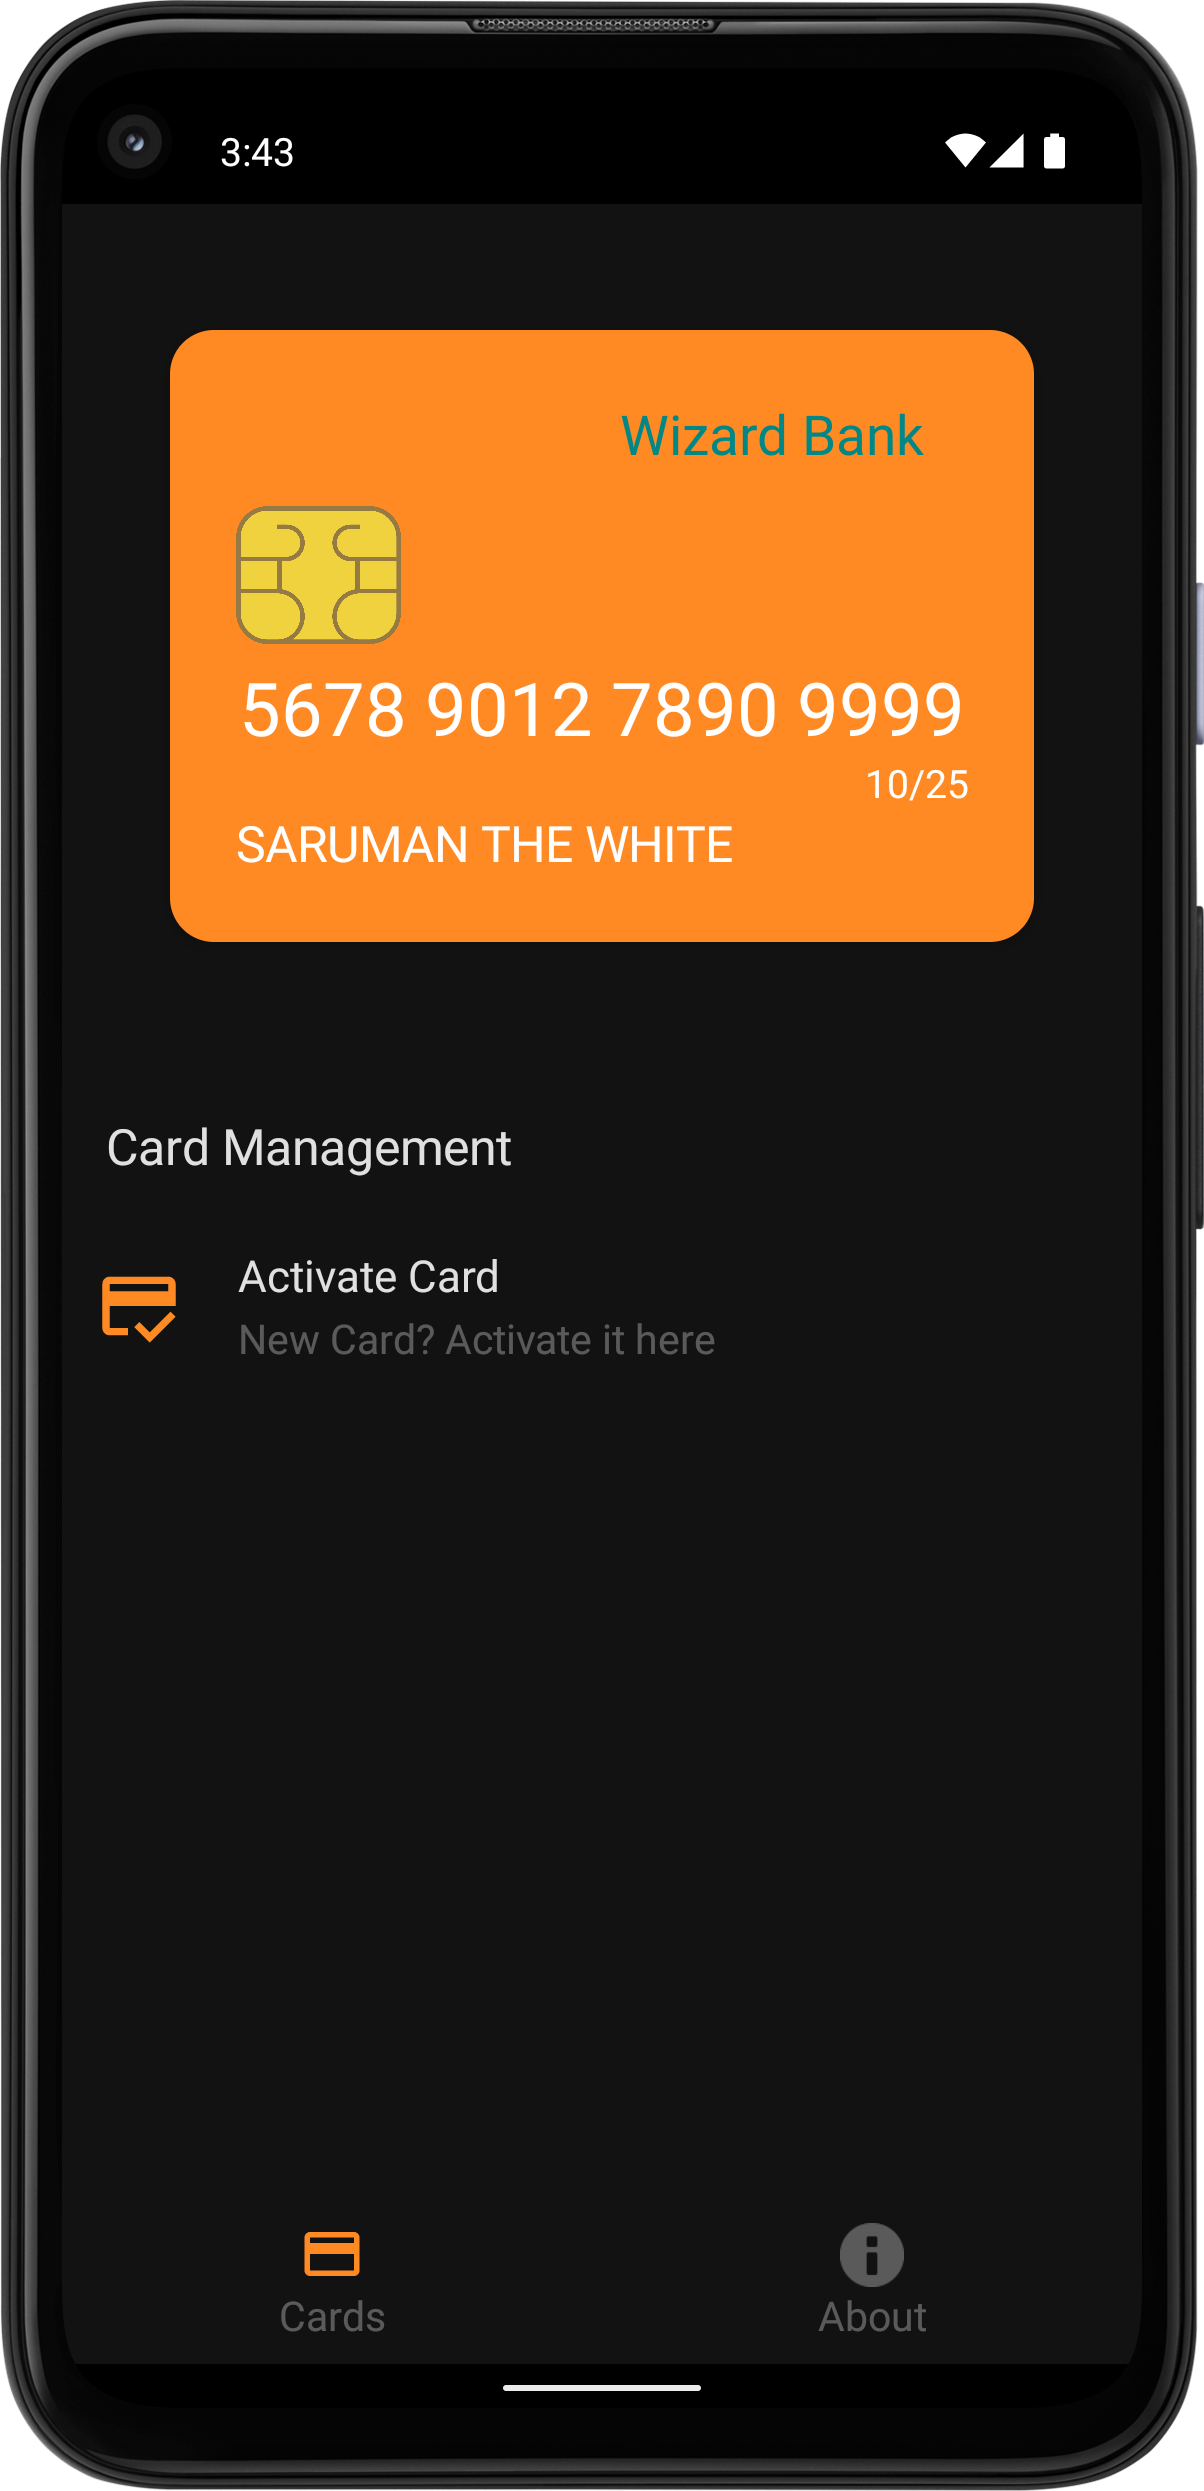 3:43
Wizard Bank
5678 9012 7890 9999
10/25
SARUMAN THE WHITE
Card Management
Activate Card
New Card? Activate it here
Cards
About